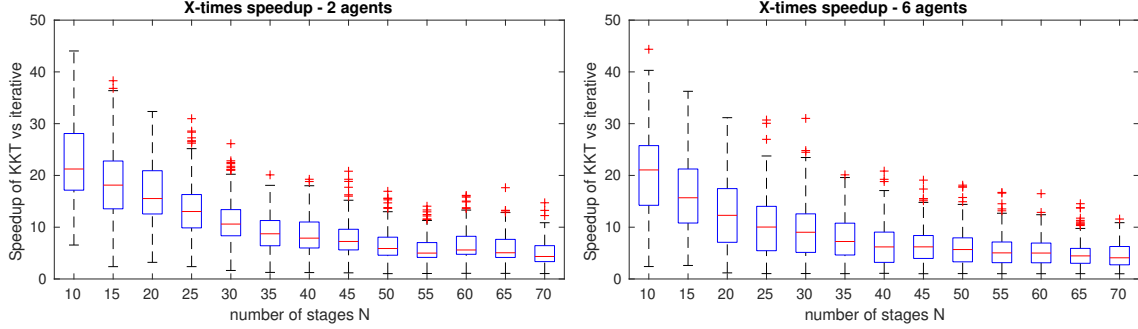 X-times speedup - 2 agents
Speedup of KKT vs iterative
50
40
30
20
10
0
10 15 20 25 30 35 40 45 50 55 60 65 70
number of stages N
X-times speedup - 6 agents
Speedup of KKT vs iterative
50
40
30
20
10
0
10 15 20 25 30 35 40 45 50 55 60 65 70
number of stages N